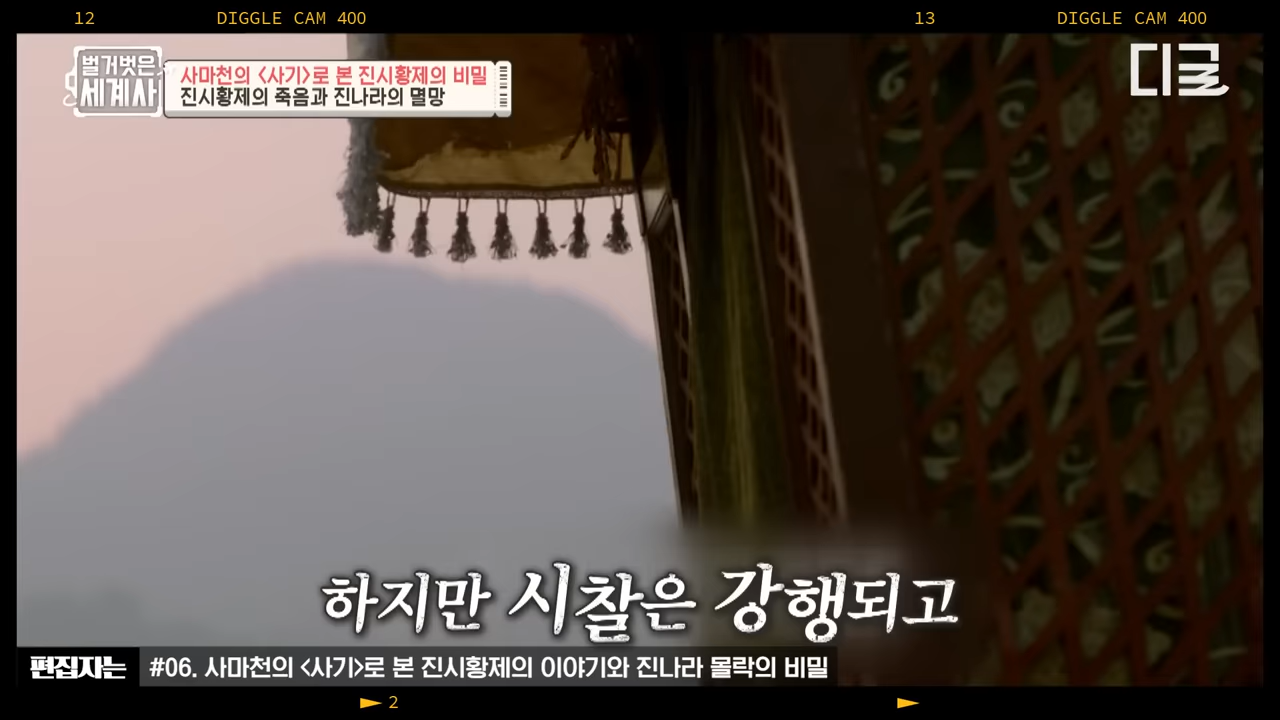 12
DIGGLE CAM 400
13
DIGGLE CAM 400
벌거벗은
세계사
사마천의 <사기>로 본 진시황제의 비밀
진시황제의 죽음과 진나라의 멸망
디글
하지만 시찰은 강행되고
편집자는
#06. 사마천의 <사기>로 본 진시황제의 이야기와 진나라 몰락의 비밀
2